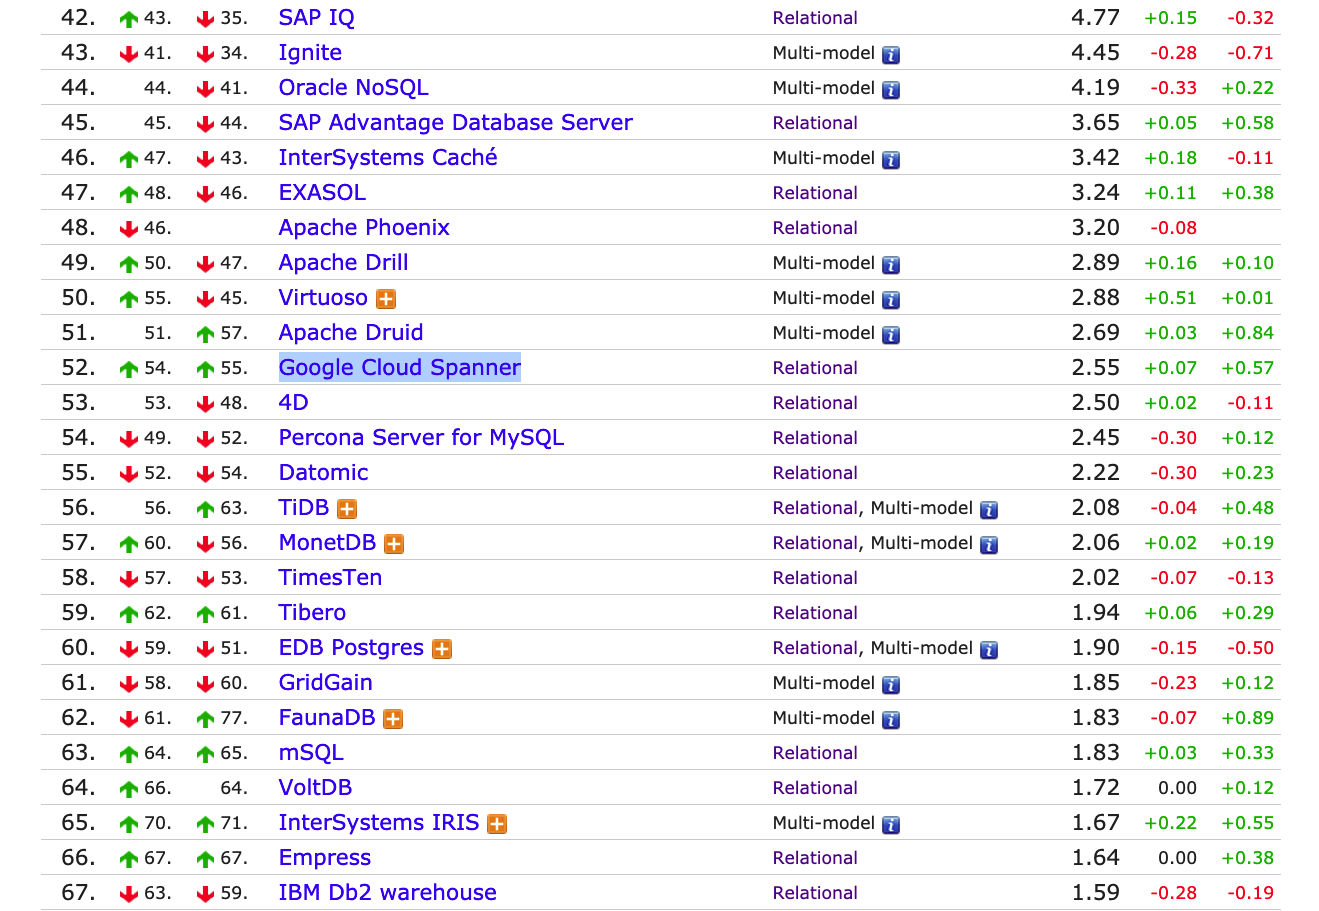 42. 43. 35. SAP IQ Relational 4.77 +0.15 -0.32
43. 41. 34. Ignite Multi-model i 4.45 -0.28 -0.71
44. 44. 41. Oracle NoSQL Multi-model i 4.19 -0.33 +0.22
45. 45. 44. SAP Advantage Database Server Relational 3.65 +0.05 +0.58
46. 47. 43. InterSystems Caché Multi-model i 3.42 +0.18 -0.11
47. 48. 46. EXASOL Relational 3.24 +0.11 +0.38
48. 46. Apache Phoenix Relational 3.20 -0.08
49. 50. 47. Apache Drill Multi-model i 2.89 +0.16 +0.10
50. 55. 45. Virtuoso + Multi-model i 2.88 +0.51 +0.01
51. 51. 57. Apache Druid Multi-model i 2.69 +0.03 +0.84
52. 54. 55. Google Cloud Spanner Relational 2.55 +0.07 +0.57
53. 53. 48. 4D Relational 2.50 +0.02 -0.11
54. 49. 52. Percona Server for MySQL Relational 2.45 -0.30 +0.12
55. 52. 54. Datomic Relational 2.22 -0.30 +0.23
56. 56. 63. TiDB + Relational, Multi-model i 2.08 -0.04 +0.48
57. 60. 56. MonetDB + Relational, Multi-model i 2.06 +0.02 +0.19
58. 57. 53. TimesTen Relational 2.02 -0.07 -0.13
59. 62. 61. Tibero Relational 1.94 +0.06 +0.29
60. 59. 51. EDB Postgres + Relational, Multi-model i 1.90 -0.15 -0.50
61. 58. 60. GridGain Multi-model i 1.85 -0.23 +0.12
62. 61. 77. FaunaDB + Multi-model i 1.83 -0.07 +0.89
63. 64. 65. mSQL Relational 1.83 +0.03 +0.33
64. 66. 64. VoltDB Relational 1.72 0.00 +0.12
65. 70. 71. InterSystems IRIS + Multi-model i 1.67 +0.22 +0.55
66. 67. 67. Empress Relational 1.64 0.00 +0.38
67. 63. 59. IBM Db2 warehouse Relational 1.59 -0.28 -0.19